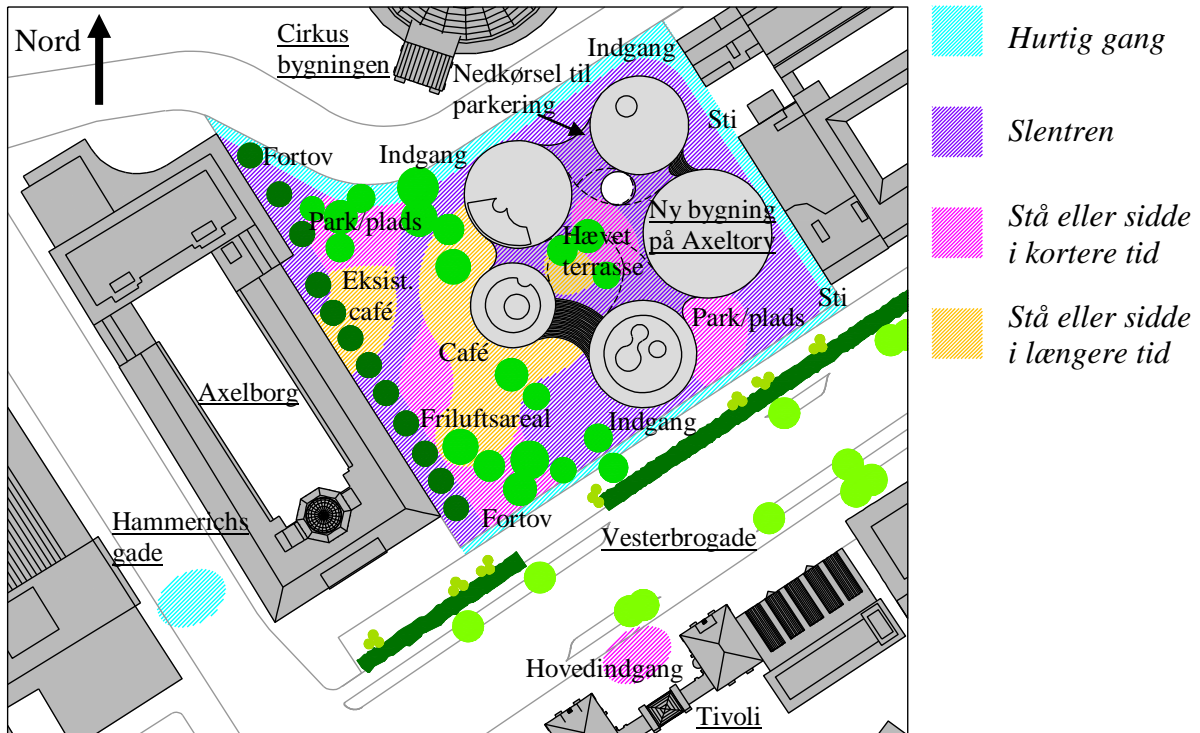 Nord
Cirkus
bygningen
Indgang
Nedkørsel til
parkering
Sti
Fortov
Indgang
Park/plads
Ny bygning
på Axeltorv
Hævet
terrasse
Eksist.
café
Sti
Park/plads
Café
Axelborg
Friluftsareal
Indgang
Fortov
Hammerichs
gade
Vesterbrogade
Hovedindgang
Tivoli
Hurtig gang
Slentren
Stå eller sidde
i kortere tid
Stå eller sidde
i længere tid